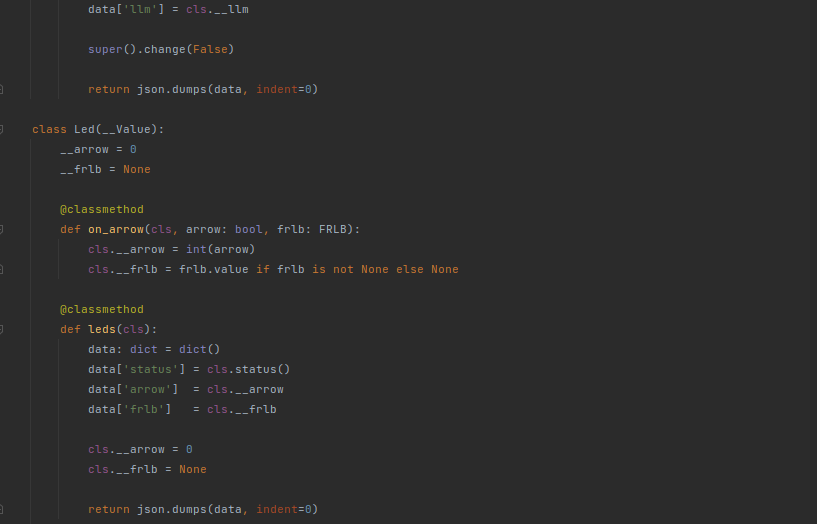 data['llm'] = cls.__llm
super().change(False)
return json.dumps(data, indent=0)
class Led(__Value):
__arrow = 0
__frlb = None
@classmethod
def on_arrow(cls, arrow: bool, frlb: FRLB):
cls.__arrow = int(arrow)
cls.__frlb = frlb.value if frlb is not None else None
@classmethod
def leds(cls):
data: dict = dict()
data['status'] = cls.status()
data['arrow']  = cls.__arrow
data['frlb']   = cls.__frlb
cls.__arrow = 0
cls.__frlb = None
return json.dumps(data, indent=0)